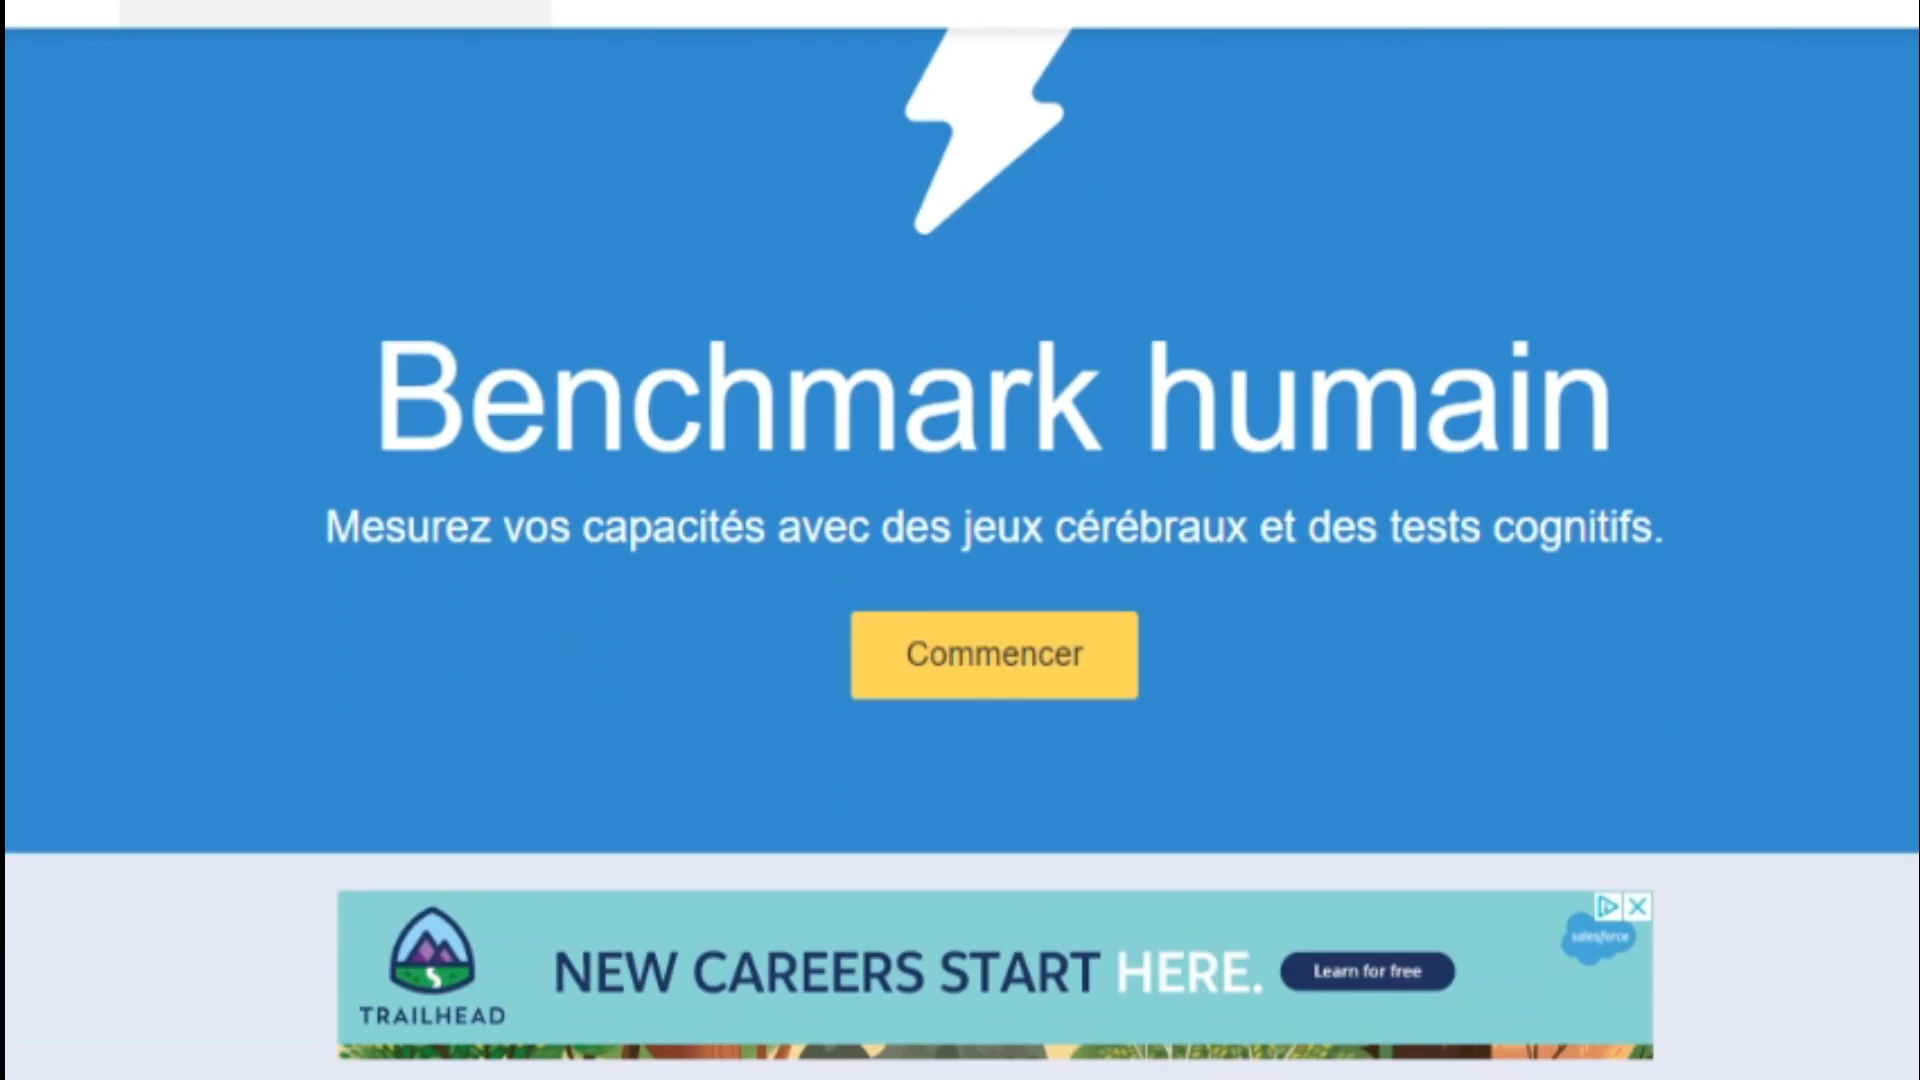 Benchmark humain
Mesurez vos capacités avec des jeux cérébraux et des tests cognitifs.
Commencer
TRAILHEAD
NEW CAREERS START HERE.
Learn for free
salesforce